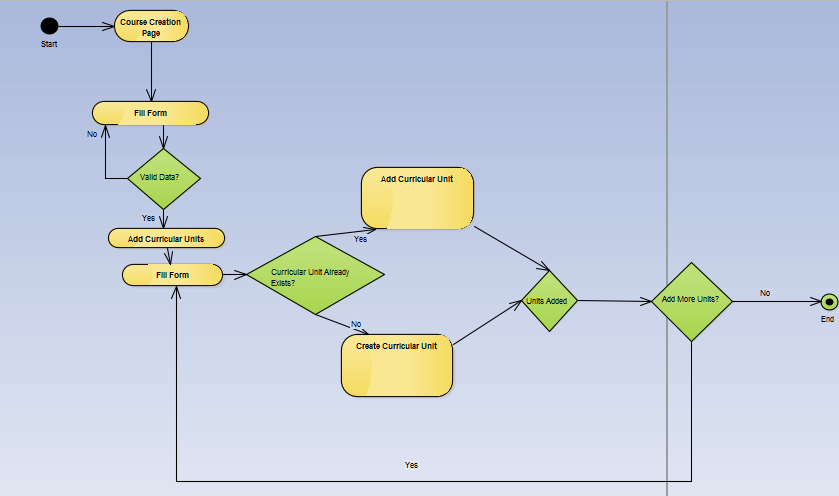 Course Creation
Page
Start
Fill Form
No
Valid Data?
Yes
Add Curricular Units
Fill Form
Curricular Unit Already
Exists?
Yes
Add Curricular Unit
No
Create Curricular Unit
Units Added
Add More Units?
No
End
Yes